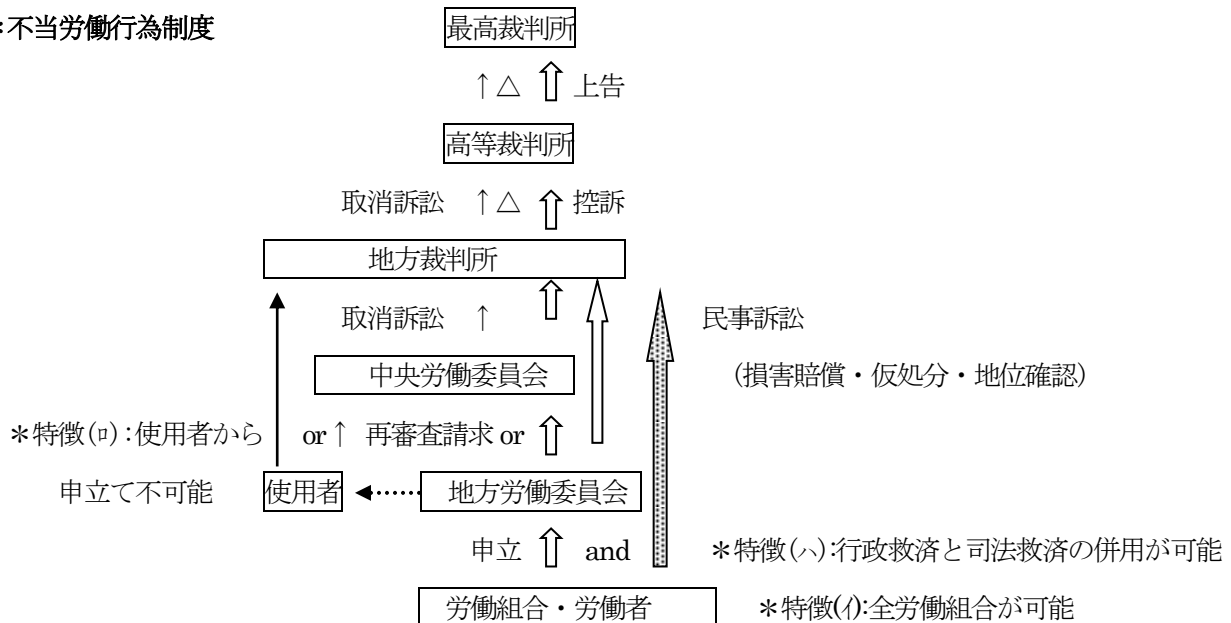 :不当労働行為制度 最高裁判所
↑△ 上告
高等裁判所
取消訴訟 ↑△ 控訴
地方裁判所
取消訴訟 ↑ 民事訴訟
中央労働委員会 (損害賠償・仮処分・地位確認)
*特徴(ロ):使用者から or↑ 再審査請求 or
申立て不可能 使用者 地方労働委員会
申立 and *特徴(ハ):行政救済と司法救済の併用が可能
労働組合・労働者 *特徴(イ):全労働組合が可能